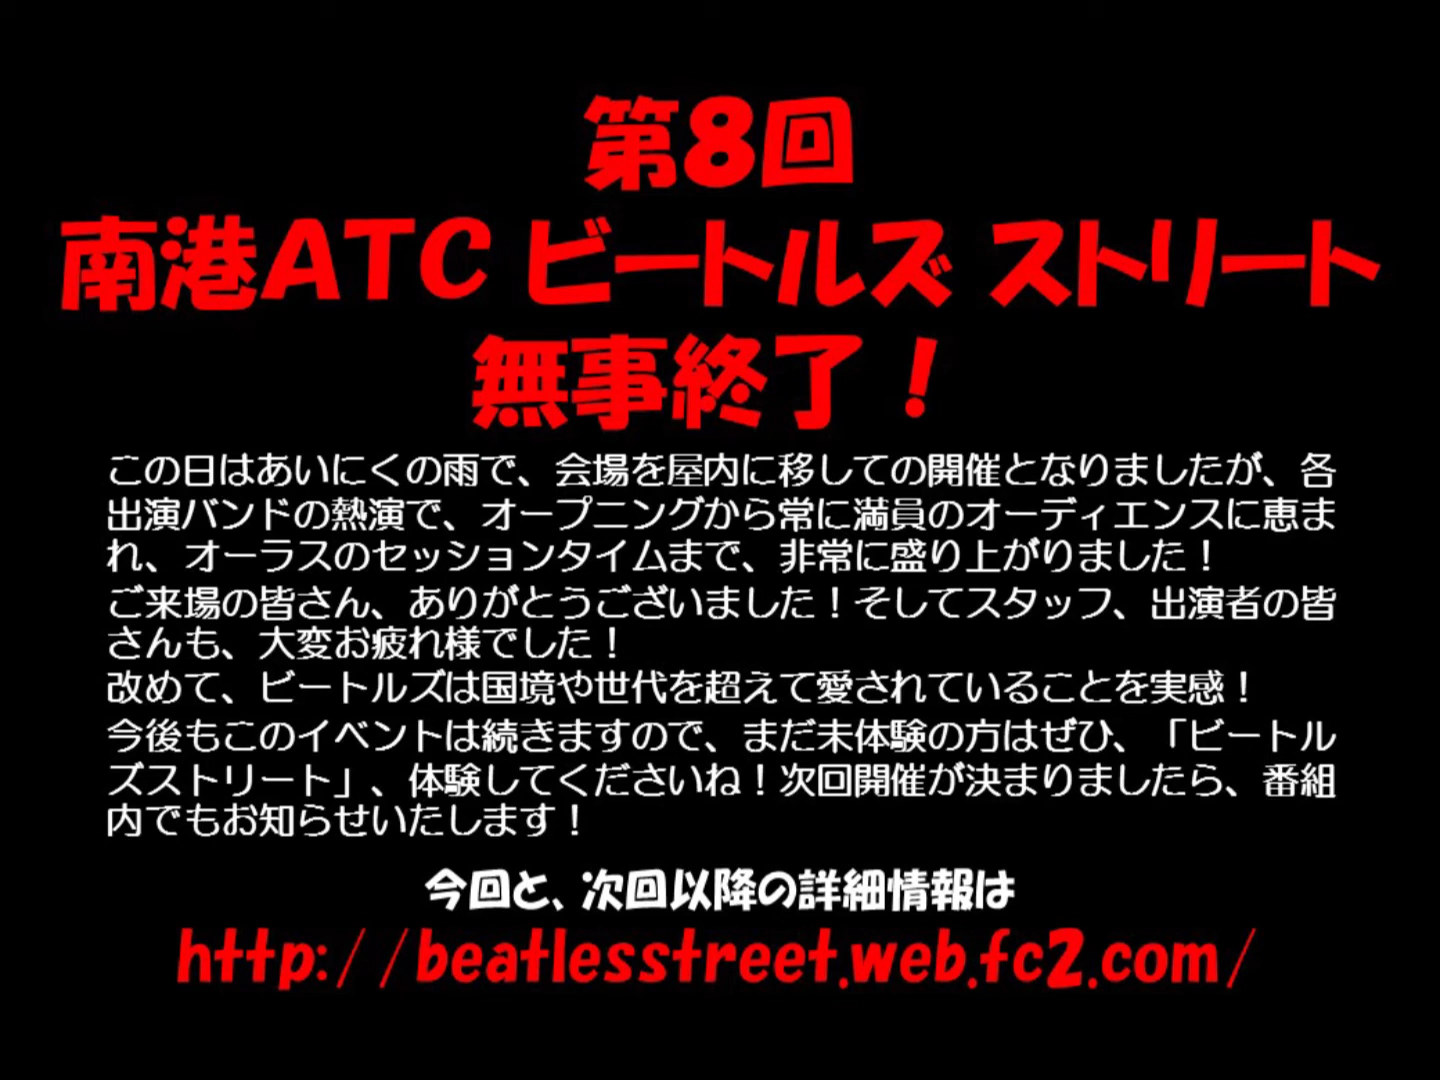 第8回
南港ATC ビートルズ ストリート
無事終了！
この日はあいにくの雨で、会場を屋内に移しての開催となりましたが、各
出演バンドの熱演で、オープニングから常に満員のオーディエンスに恵ま
れ、オーラスのセッションタイムまで、非常に盛り上がりました！
ご来場の皆さん、ありがとうございました！そしてスタッフ、出演者の皆
さんも、大変お疲れ様でした！
改めて、ビートルズは国境や世代を超えて愛されていることを実感！
今後もこのイベントは続きますので、まだ未体験の方はぜひ、「ビートル
ズストリート」、体験してくださいね！次回開催が決まりましたら、番組
内でもお知らせいたします！
今回と、次回以降の詳細情報は
http://beatlesstreet.web.fc2.com/